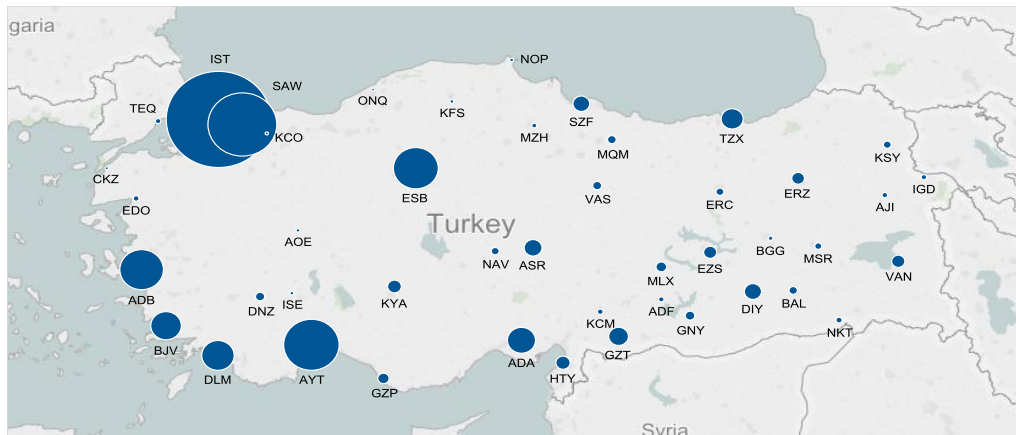 garia
IST
NOP
SAW
ONQ
TEQ
KFS
SZF
KCO
MZH
TZX
MQM
KSY
CKZ
ESB
VAS
ERC
ERZ
IGD
EDO
AJI
Turkey
AOE
BGG
NAV
ASR
MSR
EZS
VAN
MLX
ADB
DNZ
ISE
KYA
DIY
BAL
ADF
KCM
GNY
NKT
BJV
GZT
DLM
AYT
ADA
HTY
GZP
Syria